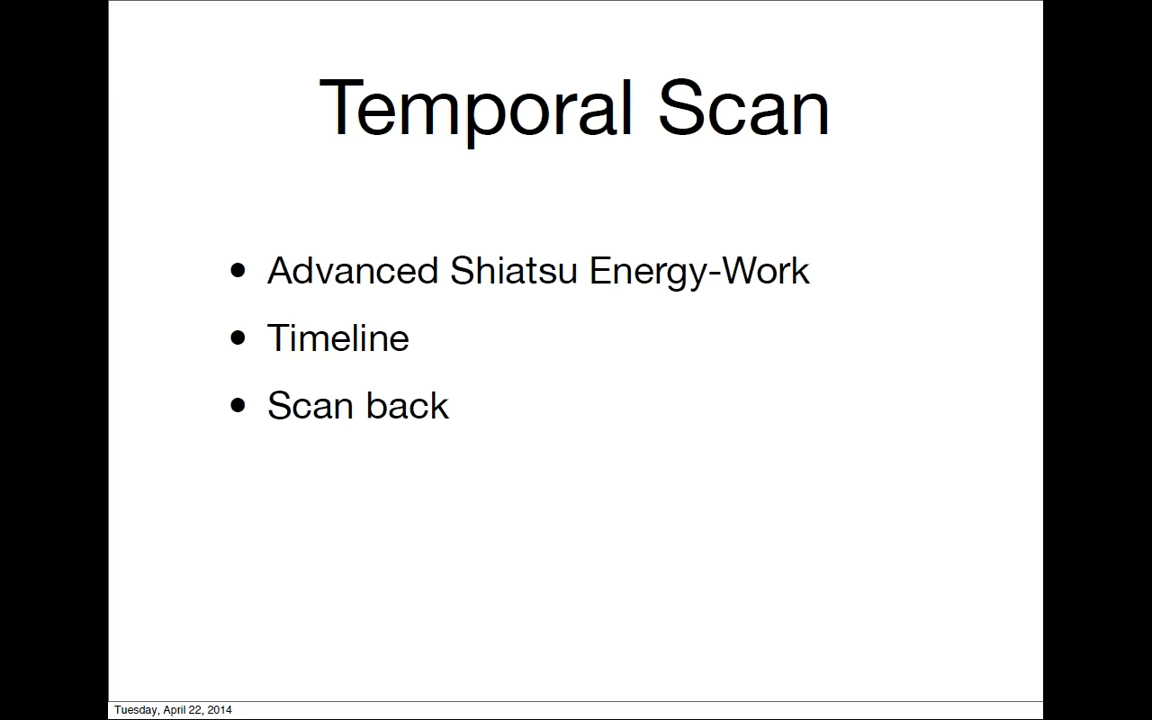 Temporal Scan
• Advanced Shiatsu Energy-Work
• Timeline
• Scan back
Tuesday, April 22, 2014